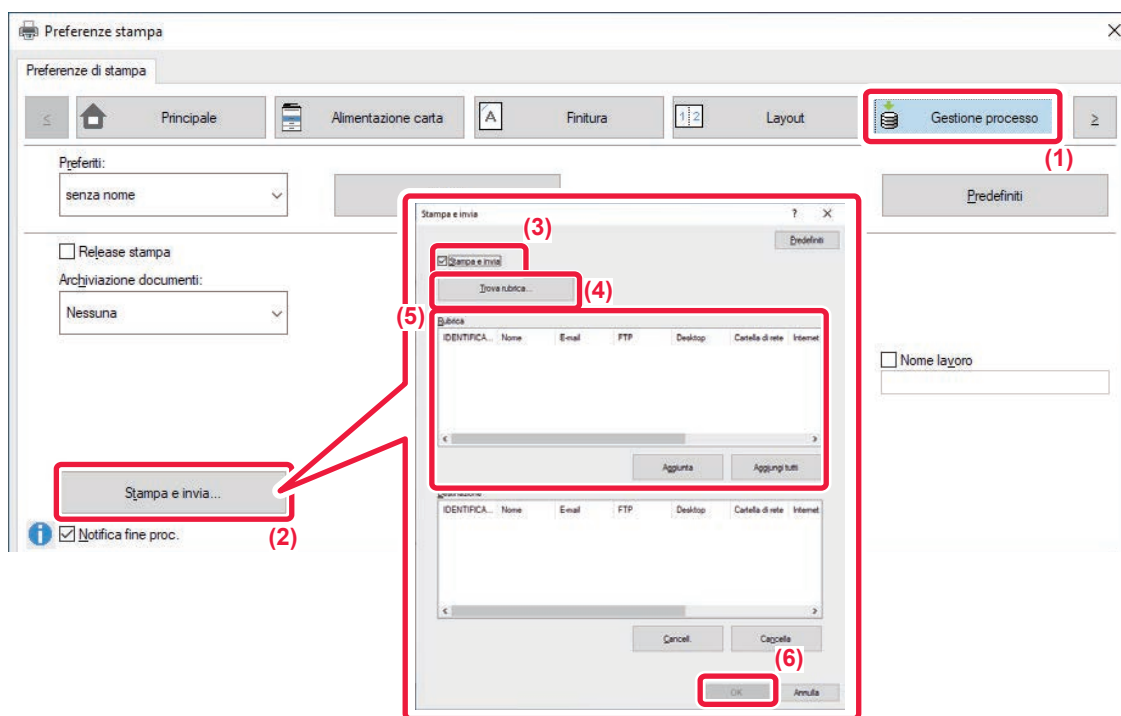 Preferenze stampa
Preferenze di stampa
< Principale Alimentazione carta Finitura Layout Gestione processo >
(1)
Preferiti:
senza nome
Predefiniti
Release stampa
Archiviazione documenti:
Nessuna
Nome lavoro
Stampa e invia...
(2)
Notifica fine proc.
Stampa e invia ? X
(3)
Predefiniti
Stampa e invia
Trova rubrica...
(4)
(5)
Rubrica
IDENTIFICA... Nome E-mail FTP Desktop Cartella di rete Internet
Aggiunta Aggiungi tutti
IDENTIFICA... Nome E-mail FTP Desktop Cartella di rete Internet
Cancell. Cancella
(6)
OK Annulla